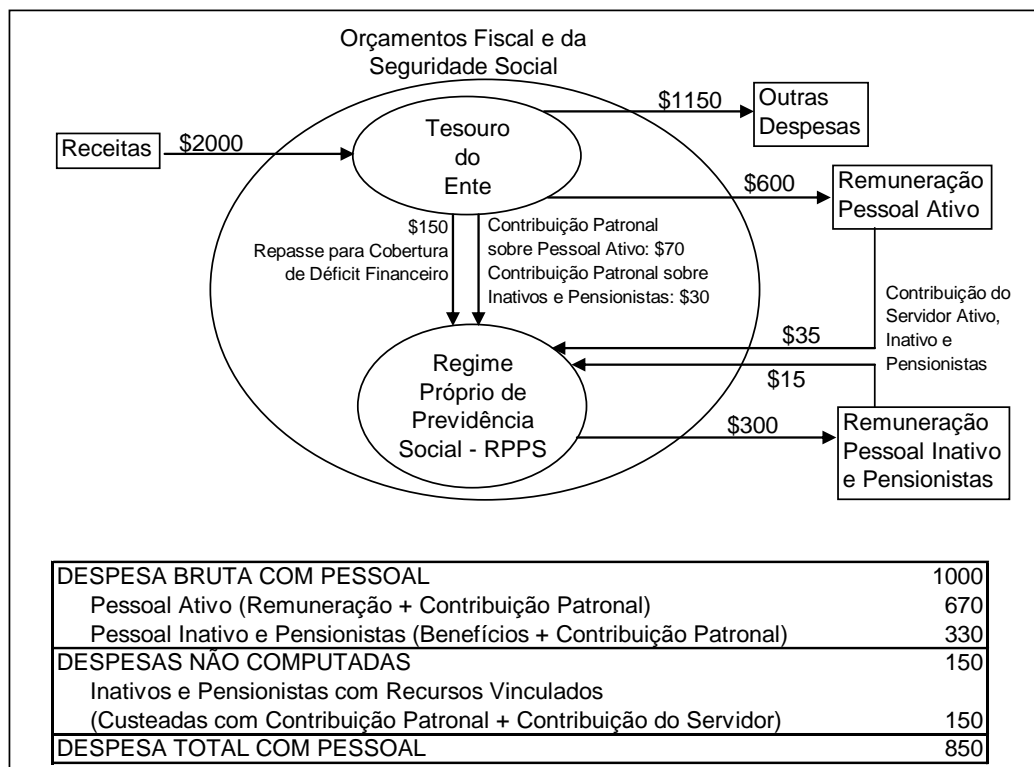 Orçamentos Fiscal e da
Seguridade Social
Receitas
$2000
Tesouro
do
Ente
$1150
Outras
Despesas
$600
Remuneração
Pessoal Ativo
$150
Repasse para Cobertura
de Déficit Financeiro
Contribuição Patronal
sobre Pessoal Ativo: $70
Contribuição Patronal sobre
Inativos e Pensionistas: $30
Contribuição do
Servidor Ativo,
Inativo e
Pensionistas
$35
$15
Regime
Próprio de
Previdência
Social - RPPS
$300
Remuneração
Pessoal Inativo
e Pensionistas
DESPESA BRUTA COM PESSOAL 1000
Pessoal Ativo (Remuneração + Contribuição Patronal) 670
Pessoal Inativo e Pensionistas (Benefícios + Contribuição Patronal) 330
DESPESAS NÃO COMPUTADAS 150
Inativos e Pensionistas com Recursos Vinculados
(Custeadas com Contribuição Patronal + Contribuição do Servidor) 150
DESPESA TOTAL COM PESSOAL 850